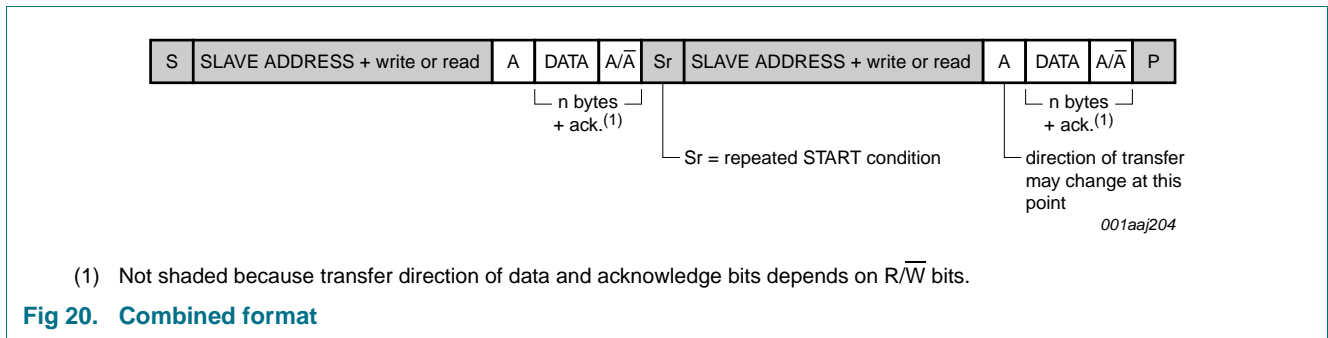 S SLAVE ADDRESS + write or read A DATA A/A̅ Sr SLAVE ADDRESS + write or read A DATA A/A̅ P
n bytes + ack.(1)
n bytes + ack.(1)
Sr = repeated START condition
direction of transfer
may change at this
point
001aaj204
(1) Not shaded because transfer direction of data and acknowledge bits depends on R/W̅ bits.
Fig 20. Combined format